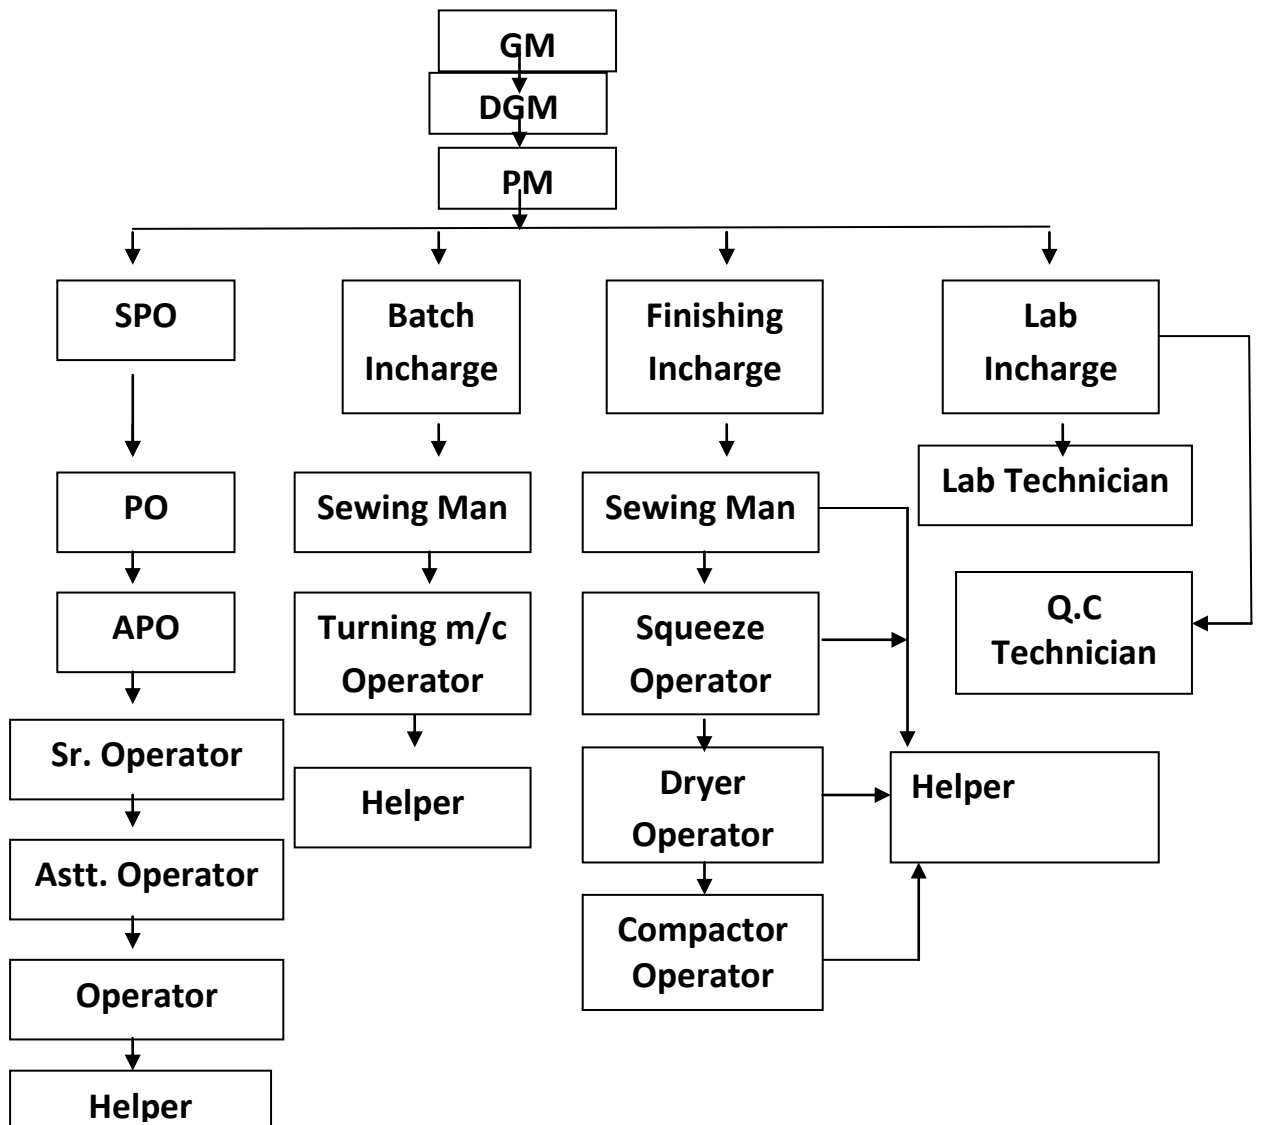 GM
DGM
PM
SPO
Batch
Incharge
Finishing
Incharge
Lab
Incharge
PO
Sewing Man
Sewing Man
Lab Technician
APO
Turning m/c
Operator
Squeeze
Operator
Q.C
Technician
Sr. Operator
Helper
Dryer
Operator
Helper
Astt. Operator
Compactor
Operator
Operator
Helper